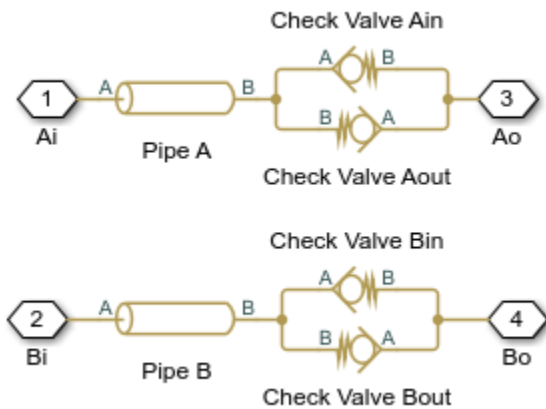 Check Valve Ain
A B
1 A B 3
Ai B A Ao
Pipe A
Check Valve Aout
Check Valve Bin
A B
2 A B 4
Bi B A Bo
Pipe B
Check Valve Bout